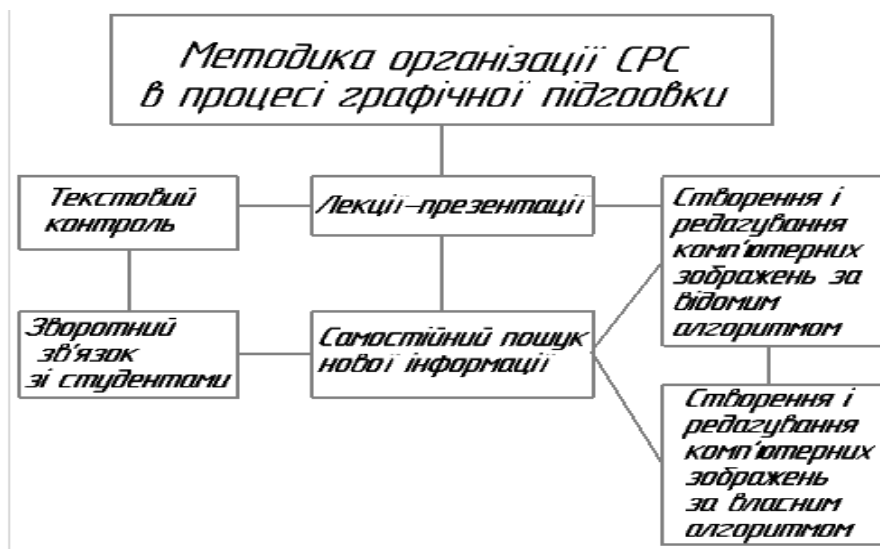 Методика організації СРС
в процесі графічної підгоовки
Текстовий
контроль
Лекції-презентації
Створення і
редагування
комп'ютерних
зображень за
відомим
алгоритмом
Зворотний
зв'язок
зі студентами
Самостійний пошук
нової інформації
Створення і
редагування
комп'ютерних
зображень
за власним
алгоритмом